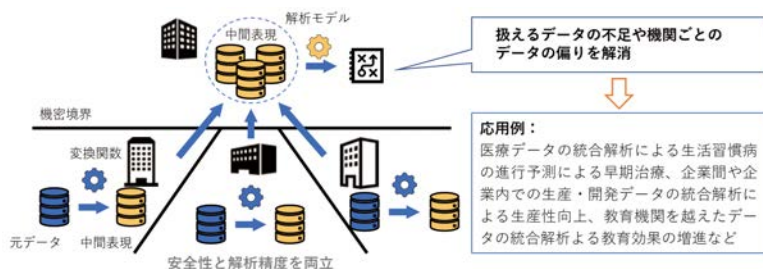 解析モデル
中間表現
扱えるデータの不足や機関ごとの
データの偏りを解消
機密境界
変換関数
元データ
中間表現
安全性と解析精度を両立
応用例：
医療データの統合解析による生活習慣病
の進行予測による早期治療、企業間や企
業内での生産・開発データの統合解析に
よる生産性向上、教育機関を越えたデー
タの統合解析よる教育効果の増進など